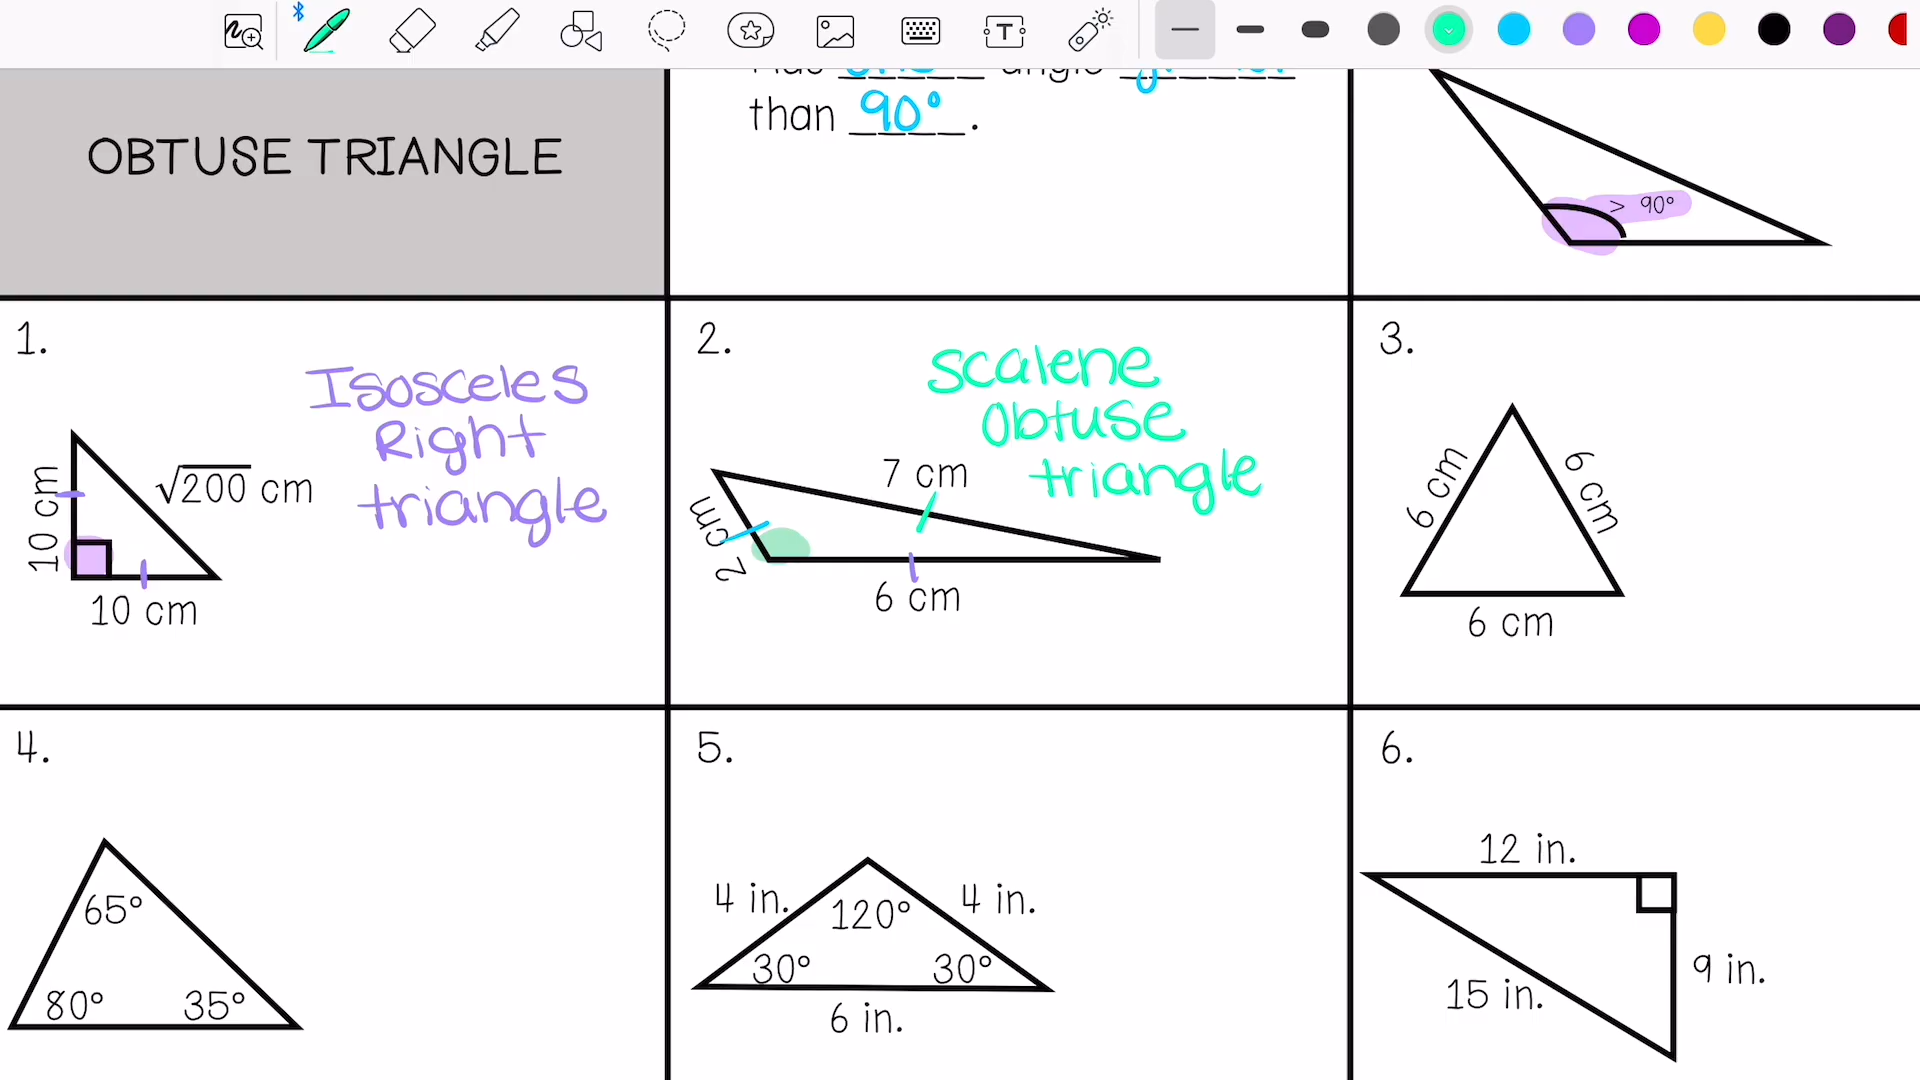 angle
than 90° .
OBTUSE TRIANGLE
> 90°
1.
Isosceles
Right
triangle
10 cm
√200 cm
10 cm
2.
Scalene
Obtuse
triangle
7 cm
2 cm
6 cm
3.
6 cm
6 cm
6 cm
4.
65°
80°
35°
5.
4 in.
120°
4 in.
30°
30°
6 in.
6.
12 in.
9 in.
15 in.